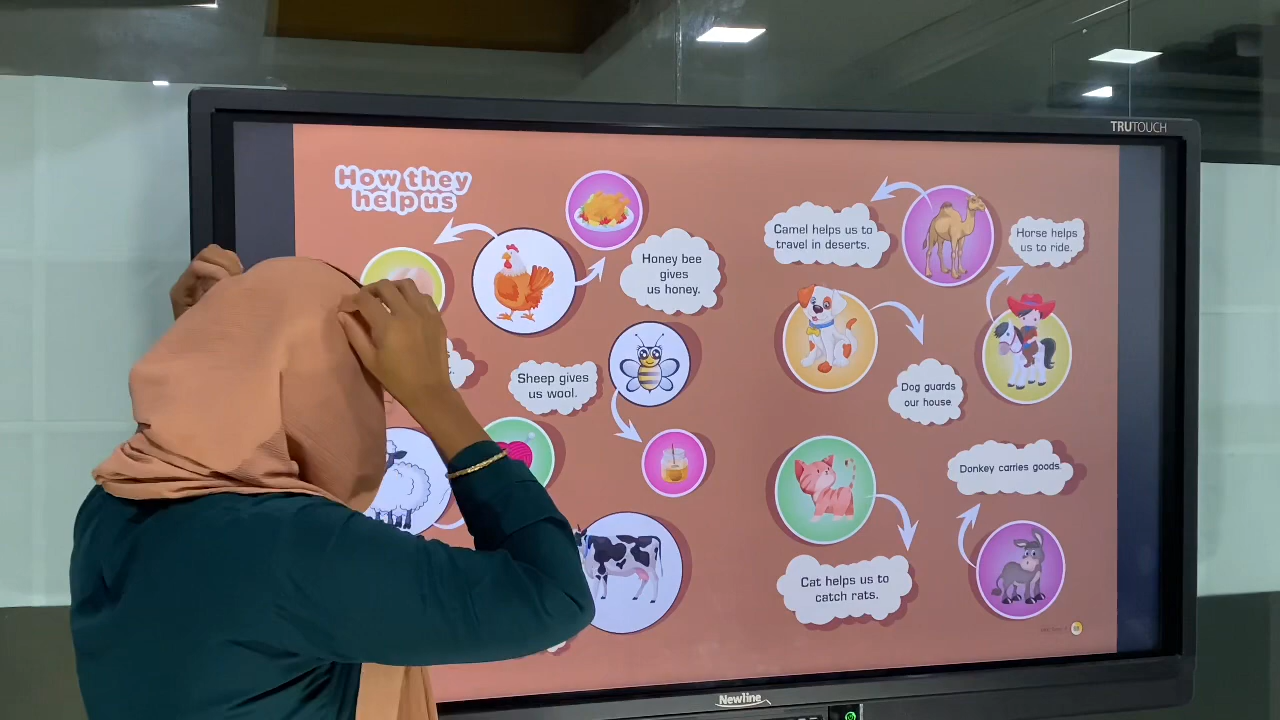 TRUTOUCH
How they
help us
Honey bee
gives
us honey.
Sheep gives
us wool.
Camel helps us to
travel in deserts.
Horse helps
us to ride.
Dog guards
our house.
Donkey carries goods.
Cat helps us to
catch rats.
Newline